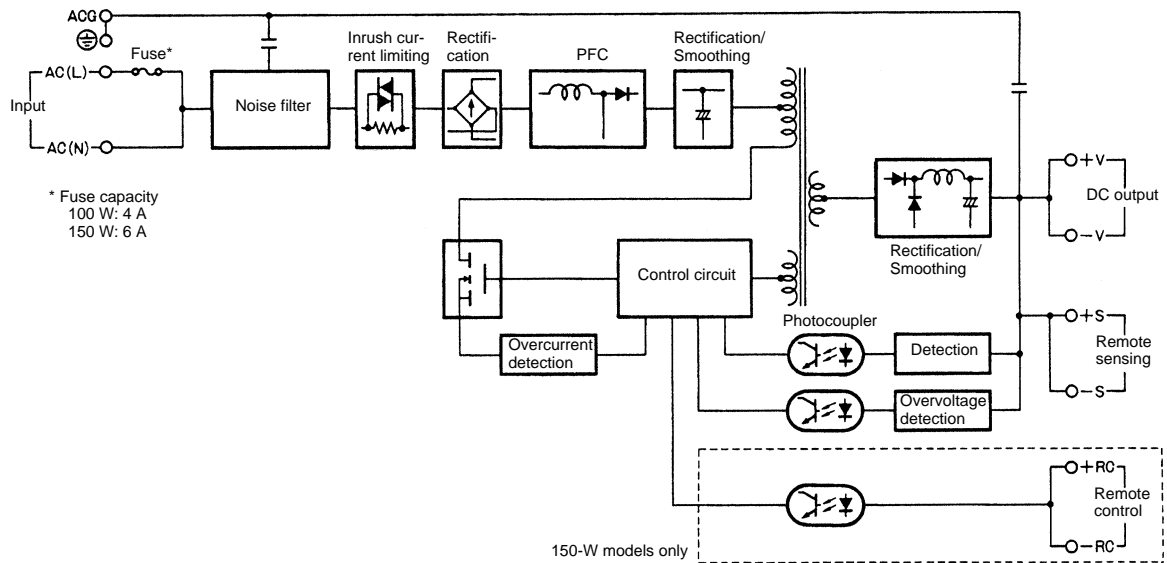 ACG
Fuse*
AC(L)
Input
AC(N)
* Fuse capacity
100 W: 4 A
150 W: 6 A
Noise filter
Inrush cur-
rent limiting
Rectifi-
cation
PFC
Rectification/
Smoothing
Rectification/
Smoothing
+V
DC output
-V
Control circuit
Overcurrent
detection
Photocoupler
Detection
Overvoltage
detection
+S
Remote
sensing
-S
+RC
Remote
control
-RC
150-W models only